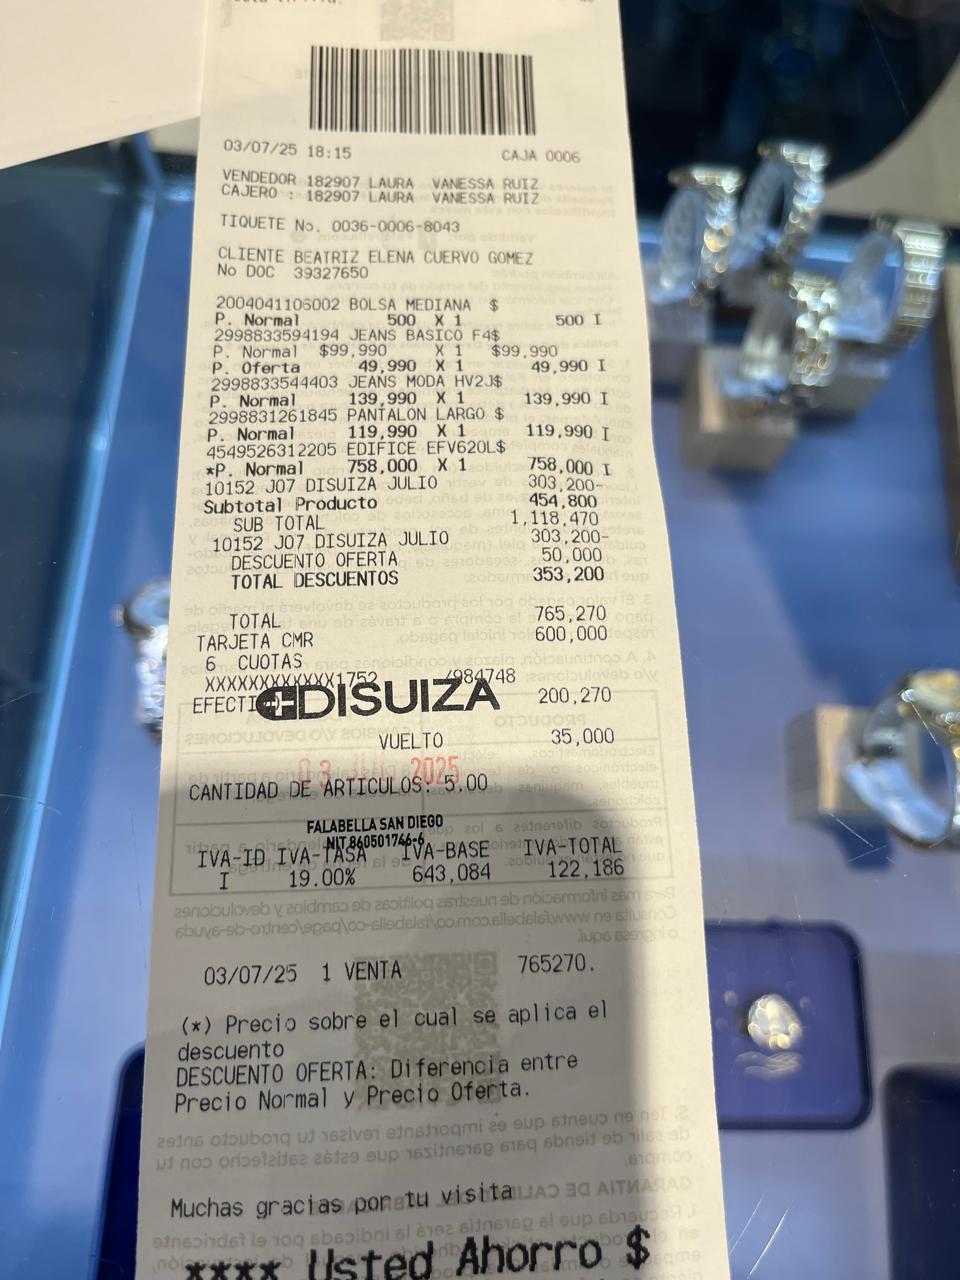 03/07/25 18:15 CAJA 0006
VENDEDOR 182907 LAURA VANESSA RUIZ
CAJERO : 182907 LAURA VANESSA RUIZ
TIQUETE No. 0036-0006-8043
CLIENTE BEATRIZ ELENA CUERVO GOMEZ
No DOC 39327650
2004041106002 BOLSA MEDIANA $
P. Normal 500 X 1 500 I
2998833594194 JEANS BASICO F4$
P. Normal $99,990 X 1 $99,990
P. Oferta 49,990 X 1 49,990 I
2998833544403 JEANS MODA HV2J$
P. Normal 139,990 X 1 139,990 I
2998831261845 PANTALON LARGO $
P. Normal 119,990 X 1 119,990 I
4549526312205 EDIFICE EFV620L$
*P. Normal 758,000 X 1 758,000 I
10152 J07 DISUIZA JULIO 303,200-
Subtotal Producto 454,800
SUB TOTAL 1,118,470
10152 J07 DISUIZA JULIO 303,200-
DESCUENTO OFERTA 50,000
TOTAL DESCUENTOS 353,200
TOTAL 765,270
TARJETA CMR 600,000
6 CUOTAS
XXXXXXXXXXXX1752 /984748
EFECTI 200,270
DISUIZA
VUELTO 35,000
03 2025
CANTIDAD DE ARTICULOS: 5.00
FALABELLA SAN DIEGO
NIT 860501746-6
IVA-ID IVA-TASA IVA-BASE IVA-TOTAL
I 19.00% 643,084 122,186
03/07/25 1 VENTA 765270.
(*) Precio sobre el cual se aplica el
descuento
DESCUENTO OFERTA: Diferencia entre
Precio Normal y Precio Oferta.
Muchas gracias por tu visita
**** Usted Ahorro $